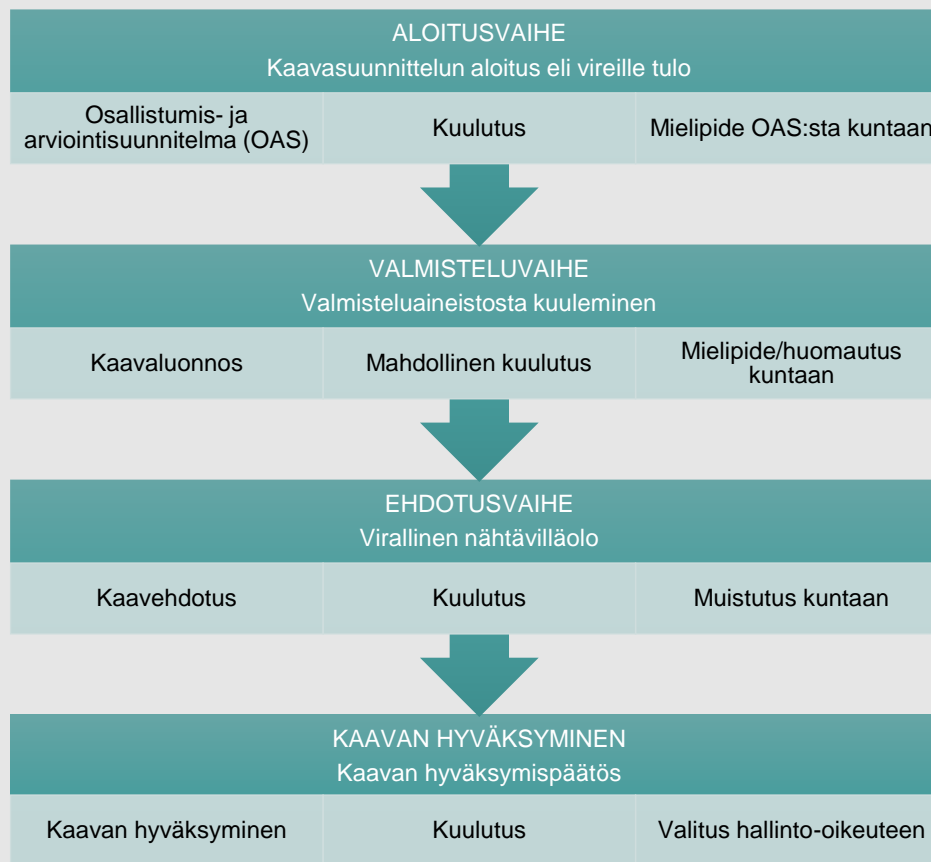 ALOITUSVAIHE
Kaavasuunnittelun aloitus eli vireille tulo
Osallistumis- ja
arviointisuunnitelma (OAS)
Kuulutus
Mielipide OAS:sta kuntaan
VALMISTELUVAIHE
Valmisteluaineistosta kuuleminen
Kaavaluonnos
Mahdollinen kuulutus
Mielipide/huomautus
kuntaan
EHDOTUSVAIHE
Virallinen nähtävilläolo
Kaavehdotus
Kuulutus
Muistutus kuntaan
KAAVAN HYVÄKSYMINEN
Kaavan hyväksymispäätös
Kaavan hyväksyminen
Kuulutus
Valitus hallinto-oikeuteen